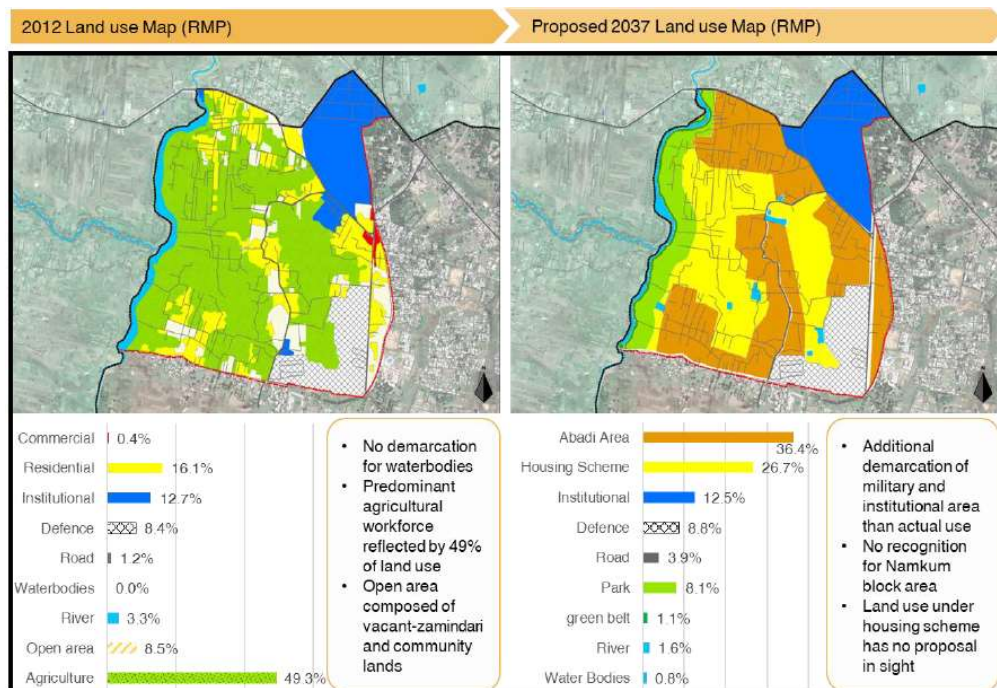 2012 Land use Map (RMP)
Proposed 2037 Land use Map (RMP)
Commercial 0.4%
Residential 16.1%
Institutional 12.7%
Defence 8.4%
Road 1.2%
Waterbodies 0.0%
River 3.3%
Open area 8.5%
Agriculture 49.3%
• No demarcation
for waterbodies
• Predominant
agricultural
workforce
reflected by 49%
of land use
• Open area
composed of
vacant-zamindari
and community
lands
Abadi Area 36.4%
Housing Scheme 26.7%
Institutional 12.5%
Defence 8.8%
Road 3.9%
Park 8.1%
green belt 1.1%
River 1.6%
Water Bodies 0.8%
• Additional
demarcation of
military and
institutional area
than actual use
• No recognition
for Namkum
block area
• Land use under
housing scheme
has no proposal
in sight